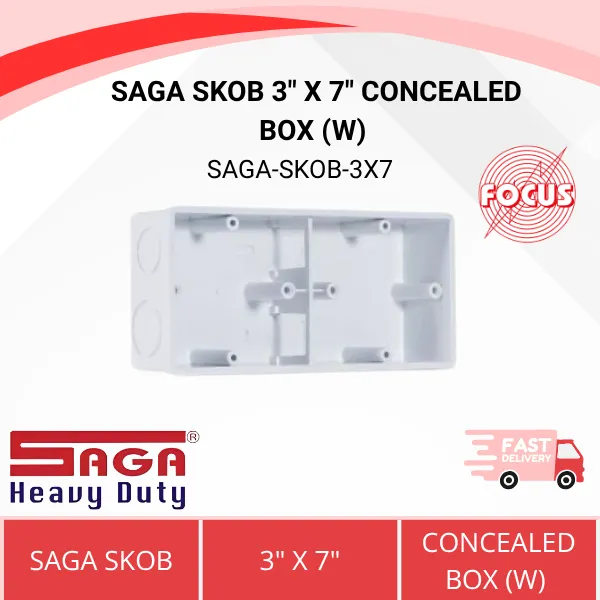 SAGA SKOB 3" X 7" CONCEALED
BOX (W)
SAGA-SKOB-3X7
FOCUS
SAGA®
Heavy Duty
FAST
DELIVERY
SAGA SKOB
3" X 7"
CONCEALED
BOX (W)